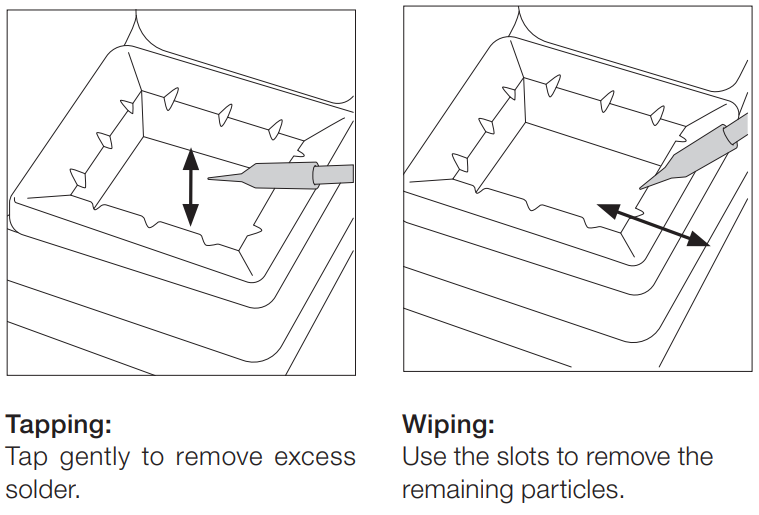 Tapping:
Tap gently to remove excess
solder.
Wiping:
Use the slots to remove the
remaining particles.